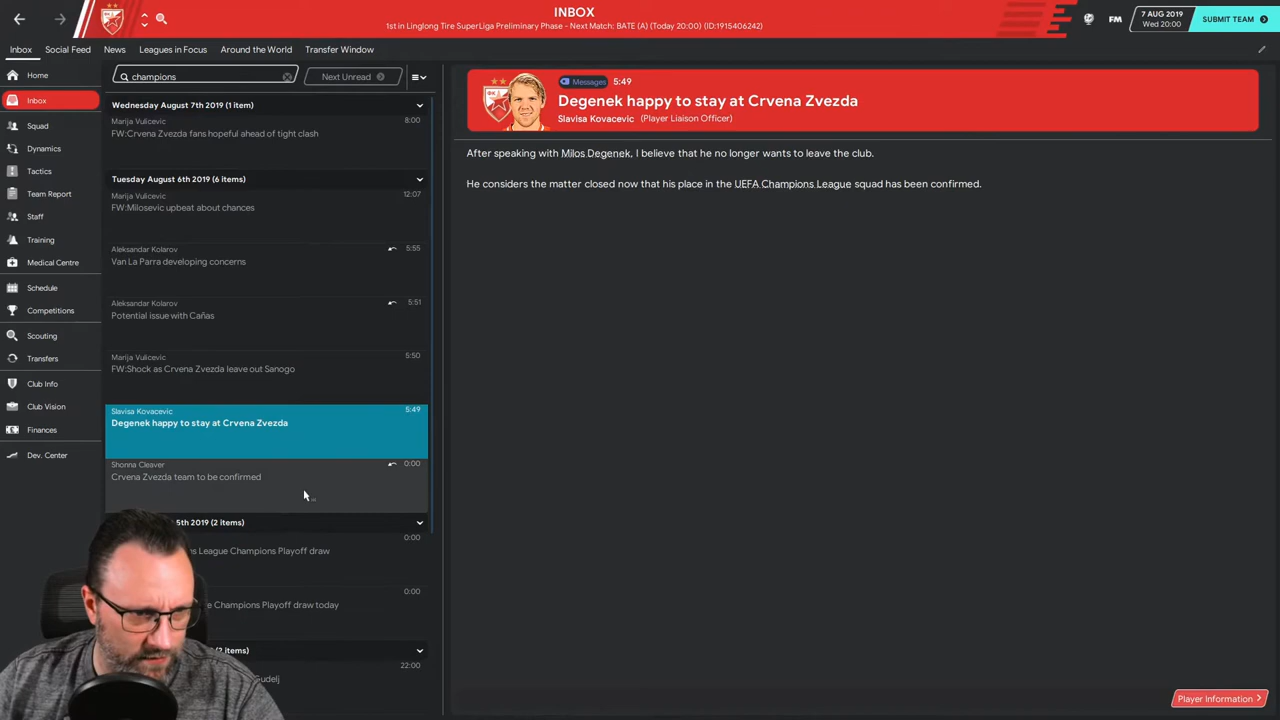 INBOX
1st in Linglong Tire SuperLiga Preliminary Phase - Next Match: BATE (A) (Today 20:00) (ID:1915406242)
FM
7 AUG 2019
Wed 20:00
SUBMIT TEAM
Inbox
Social Feed
News
Leagues in Focus
Around the World
Transfer Window
Home
Inbox
Squad
Dynamics
Tactics
Team Report
Staff
Training
Medical Centre
Schedule
Competitions
Scouting
Transfers
Club Info
Club Vision
Finances
Dev. Center
champions
Next Unread
Wednesday August 7th 2019 (1 item)
Marija Vulicevic
8:00
FW:Crvena Zvezda fans hopeful ahead of tight clash
Tuesday August 6th 2019 (6 items)
Marija Vulicevic
12:07
FW:Milosevic upbeat about chances
Aleksandar Kolarov
5:55
Van La Parra developing concerns
Aleksandar Kolarov
5:51
Potential issue with Cañas
Marija Vulicevic
5:50
FW:Shock as Crvena Zvezda leave out Sanogo
Slavisa Kovacevic
5:49
Degenek happy to stay at Crvena Zvezda
Shonna Cleaver
0:00
Crvena Zvezda team to be confirmed
5th 2019 (2 items)
0:00
ns League Champions Playoff draw
0:00
e Champions Playoff draw today
(2 items)
22:00
Gudelj
Messages
5:49
Degenek happy to stay at Crvena Zvezda
Slavisa Kovacevic (Player Liaison Officer)
After speaking with Milos Degenek, I believe that he no longer wants to leave the club.
He considers the matter closed now that his place in the UEFA Champions League squad has been confirmed.
Player Information